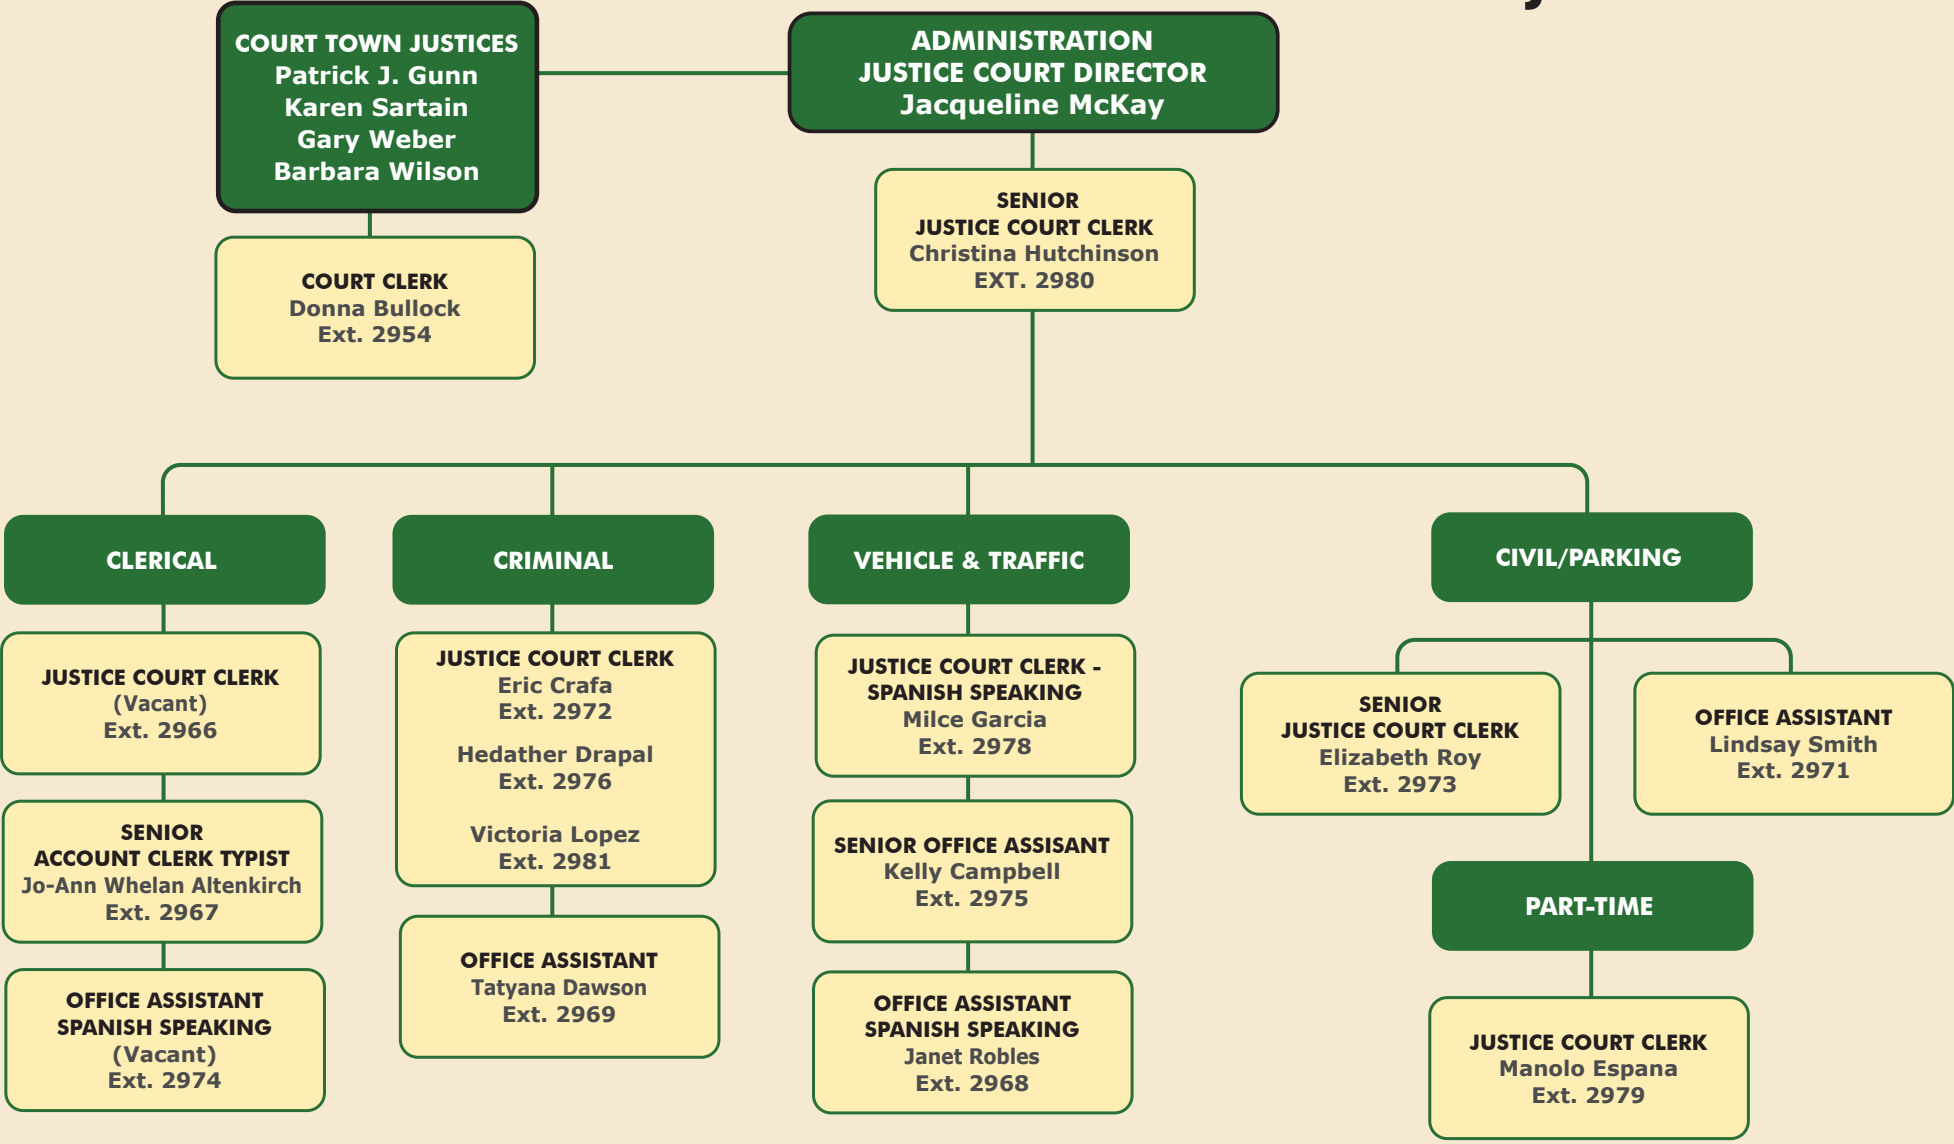 COURT TOWN JUSTICES
Patrick J. Gunn
Karen Sartain
Gary Weber
Barbara Wilson
ADMINISTRATION
JUSTICE COURT DIRECTOR
Jacqueline McKay
SENIOR
JUSTICE COURT CLERK
Christina Hutchinson
EXT. 2980
COURT CLERK
Donna Bullock
Ext. 2954
CLERICAL
JUSTICE COURT CLERK
(Vacant)
Ext. 2966
SENIOR
ACCOUNT CLERK TYPIST
Jo-Ann Whelan Altenkirch
Ext. 2967
OFFICE ASSISTANT
SPANISH SPEAKING
(Vacant)
Ext. 2974
CRIMINAL
JUSTICE COURT CLERK
Eric Crafa
Ext. 2972
Hedather Drapal
Ext. 2976
Victoria Lopez
Ext. 2981
OFFICE ASSISTANT
Tatyana Dawson
Ext. 2969
VEHICLE & TRAFFIC
JUSTICE COURT CLERK -
SPANISH SPEAKING
Milce Garcia
Ext. 2978
SENIOR OFFICE ASSISANT
Kelly Campbell
Ext. 2975
OFFICE ASSISTANT
SPANISH SPEAKING
Janet Robles
Ext. 2968
CIVIL/PARKING
SENIOR
JUSTICE COURT CLERK
Elizabeth Roy
Ext. 2973
OFFICE ASSISTANT
Lindsay Smith
Ext. 2971
PART-TIME
JUSTICE COURT CLERK
Manolo Espana
Ext. 2979